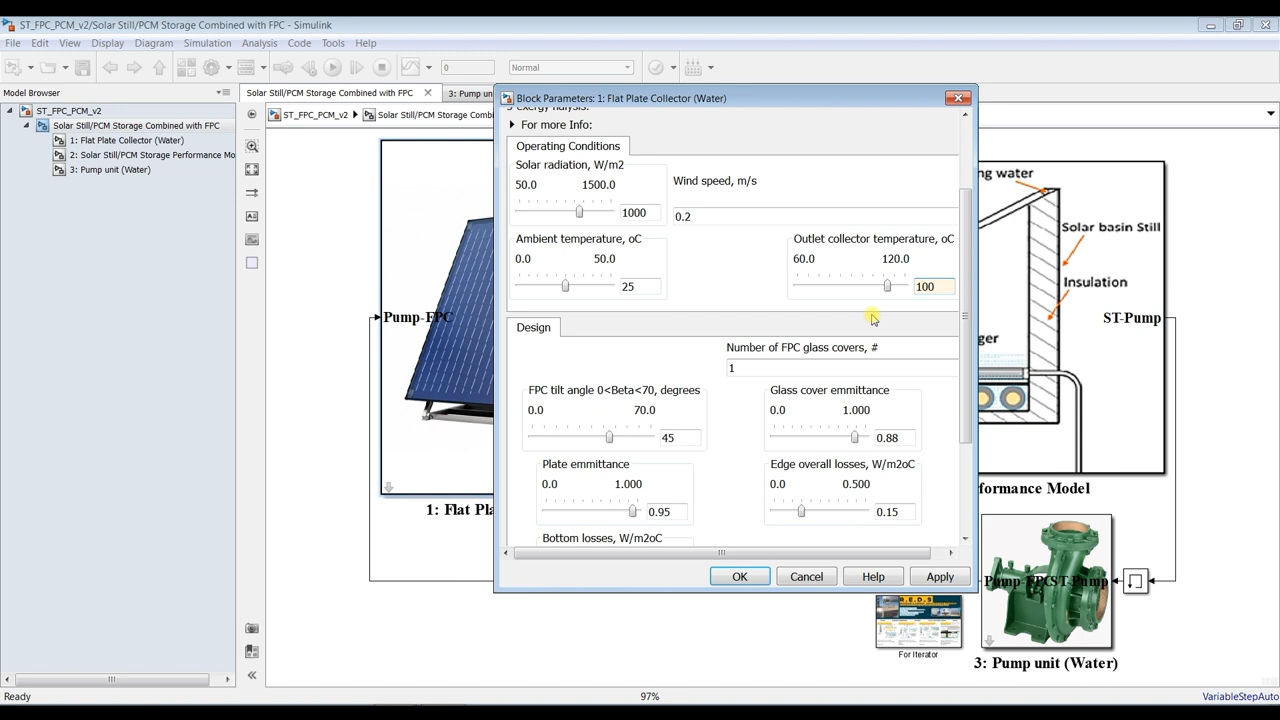 ST_FPC_PCM_v2/Solar Still/PCM Storage Combined with FPC - Simulink
File Edit View Display Diagram Simulation Analysis Code Tools Help
0
Normal
Model Browser
Solar Still/PCM Storage Combined with FPC
3: Pump un
ST_FPC_PCM_v2
Solar Still/PCM Storage Combined with FPC
1: Flat Plate Collector (Water)
2: Solar Still/PCM Storage Performance Mo
3: Pump unit (Water)
ST_FPC_PCM_v2
Solar Still/PCM Storage Comb
Block Parameters: 1: Flat Plate Collector (Water)
For more Info:
Operating Conditions
Solar radiation, W/m2
50.0 1500.0
1000
Wind speed, m/s
0.2
Ambient temperature, oC
0.0 50.0
25
Outlet collector temperature, oC
60.0 120.0
100
Design
Number of FPC glass covers, #
1
FPC tilt angle 0<Beta<70, degrees
0.0 70.0
45
Glass cover emmittance
0.0 1.000
0.88
Plate emmittance
0.0 1.000
0.95
Edge overall losses, W/m2oC
0.0 0.500
0.15
Bottom losses, W/m2oC
OK Cancel Help Apply
Pump-FPC
1: Flat Pla
ng water
Solar basin Still
Insulation
ST-Pump
ger
formance Model
Pump-FPCST-Pump
R.E.D.S
For Iterator
3: Pump unit (Water)
Ready
97%
VariableStepAuto